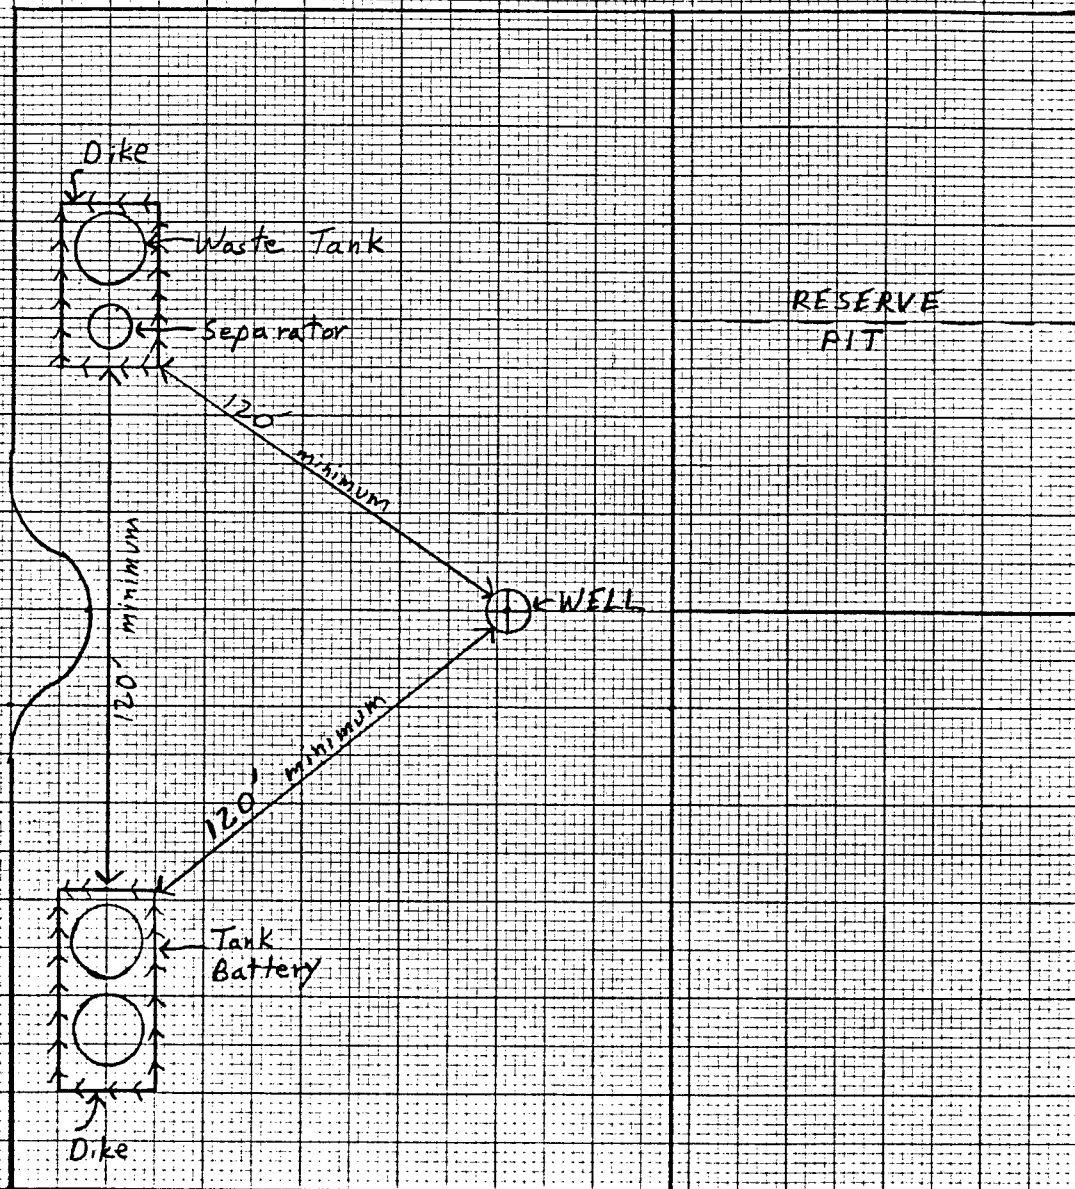 Dike
Waste Tank
Separator
RESERVE
PIT
120'
minimum
120' minimum
WELL
120' minimum
Tank
Battery
Dike